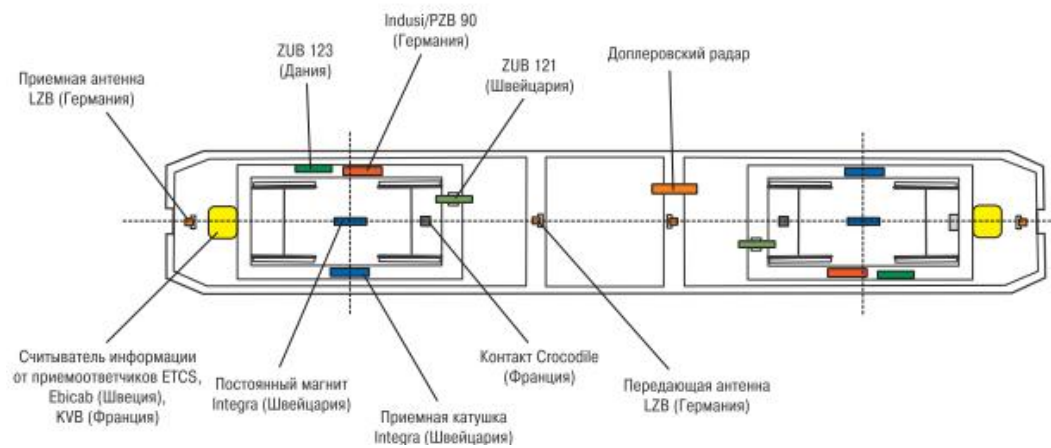 Indusi/PZB 90
(Германия)
ZUB 123
(Дания)
ZUB 121
(Швейцария)
Доплеровский радар
Приемная антенна
LZB (Германия)
Считыватель информации
от приемоответчиков ETCS,
Ebicab (Швеция),
KVB (Франция)
Постоянный магнит
Integra (Швейцария)
Приемная катушка
Integra (Швейцария)
Контакт Crocodile
(Франция)
Передающая антенна
LZB (Германия)